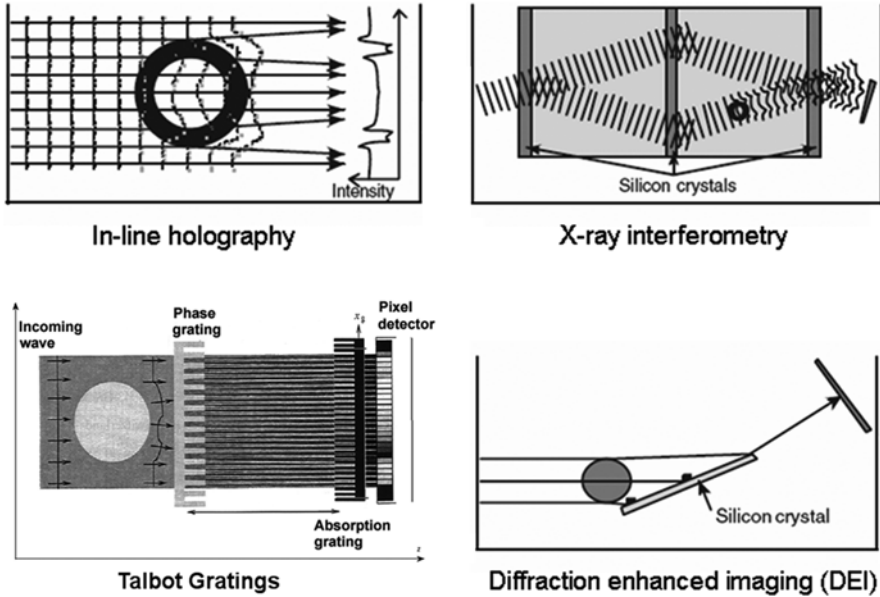 Intensity
In-line holography
Silicon crystals
X-ray interferometry
Incoming
wave
Phase
grating
Pixel
detector
Absorption
grating
Talbot Gratings
Silicon crystal
Diffraction enhanced imaging (DEI)